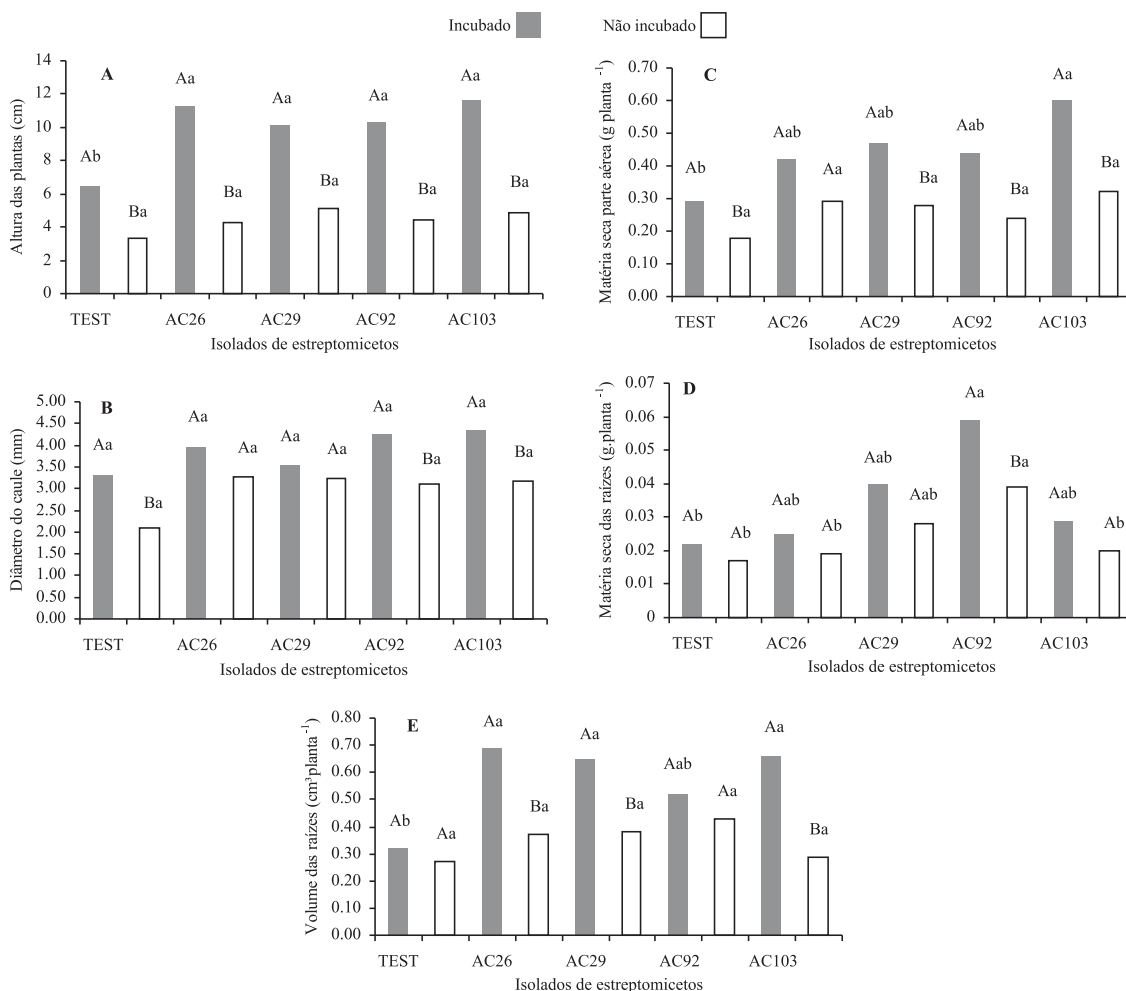 Incubado
Não incubado
A
Altura das plantas (cm)
14
12
10
8
6
4
2
0
Ab
Ba
Aa
Ba
Aa
Ba
Aa
Ba
Aa
Ba
TEST AC26 AC29 AC92 AC103
Isolados de estreptomicetos
C
Matéria seca parte aérea (g planta ⁻¹)
0.70
0.60
0.50
0.40
0.30
0.20
0.10
0.00
Ab
Ba
Aab
Aa
Aab
Ba
Aab
Ba
Aa
Ba
TEST AC26 AC29 AC92 AC103
Isolados de estreptomicetos
B
Diâmetro do caule (mm)
5.00
4.50
4.00
3.50
3.00
2.50
2.00
1.50
1.00
0.50
0.00
Aa
Ba
Aa
Aa
Aa
Aa
Aa
Ba
Aa
Ba
TEST AC26 AC29 AC92 AC103
Isolados de estreptomicetos
D
Matéria seca das raízes (g.planta ⁻¹)
0.07
0.06
0.05
0.04
0.03
0.02
0.01
0
Ab
Ab
Aab
Ab
Aab
Aab
Aa
Ba
Aab
Ab
TEST AC26 AC29 AC92 AC103
Isolados de estreptomicetos
E
Volume das raízes (cm³planta ⁻¹)
0.80
0.70
0.60
0.50
0.40
0.30
0.20
0.10
0.00
Ab
Aa
Aa
Ba
Aa
Ba
Aab
Aa
Aa
Ba
TEST AC26 AC29 AC92 AC103
Isolados de estreptomicetos